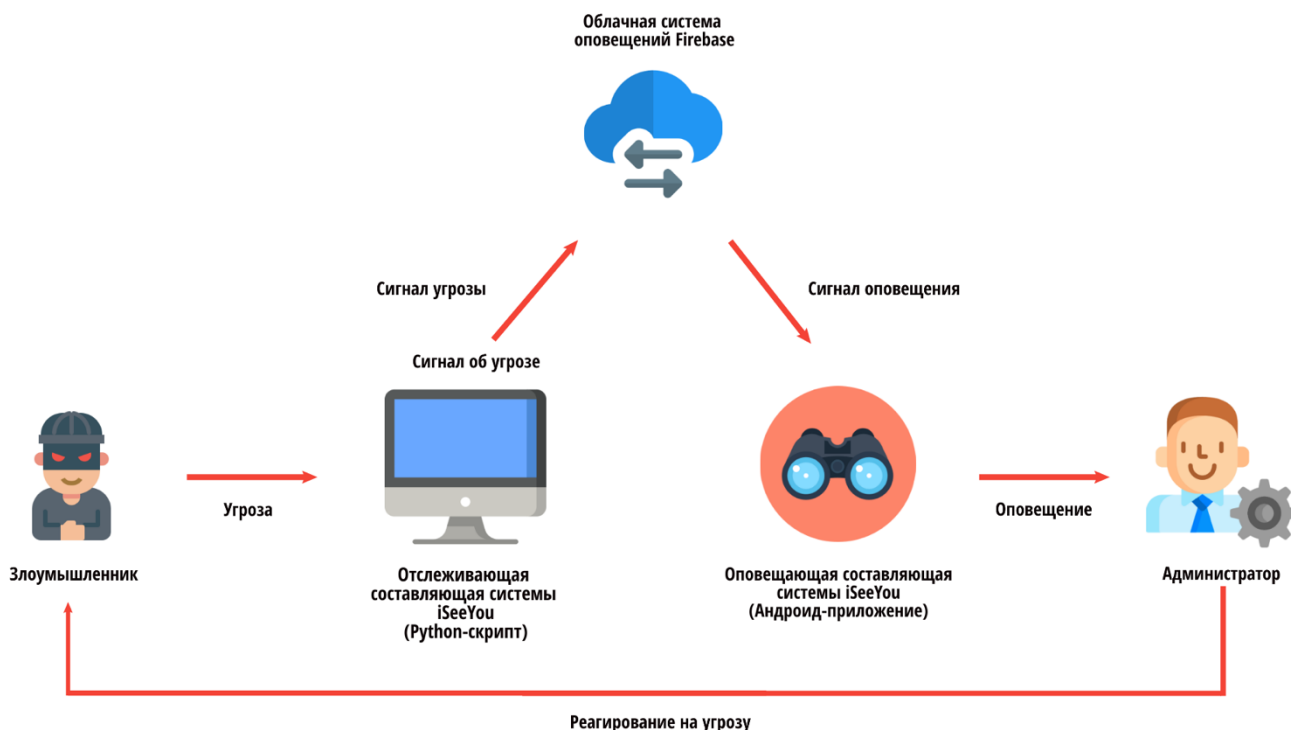 Облачная система
оповещений Firebase
Сигнал угрозы
Сигнал оповещения
Сигнал об угрозе
Угроза
Оповещение
Злоумышленник
Отслеживающая
составляющая системы
iSeeYou
(Python-скрипт)
Оповещающая составляющая
системы iSeeYou
(Андроид-приложение)
Администратор
Реагирование на угрозу